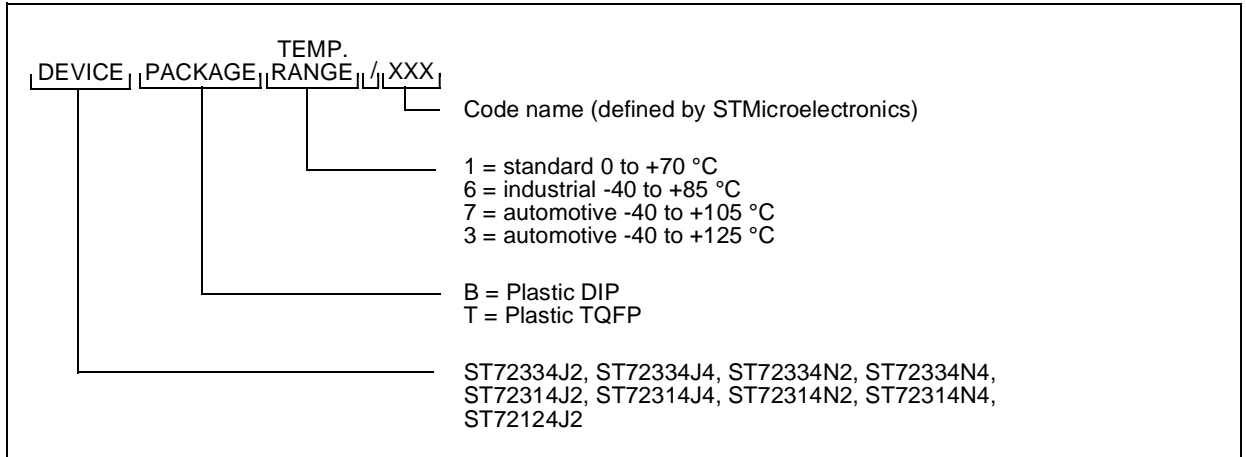 TEMP.
DEVICE PACKAGE RANGE / XXX
Code name (defined by STMicroelectronics)
1 = standard 0 to +70 °C
6 = industrial -40 to +85 °C
7 = automotive -40 to +105 °C
3 = automotive -40 to +125 °C
B = Plastic DIP
T = Plastic TQFP
ST72334J2, ST72334J4, ST72334N2, ST72334N4,
ST72314J2, ST72314J4, ST72314N2, ST72314N4,
ST72124J2